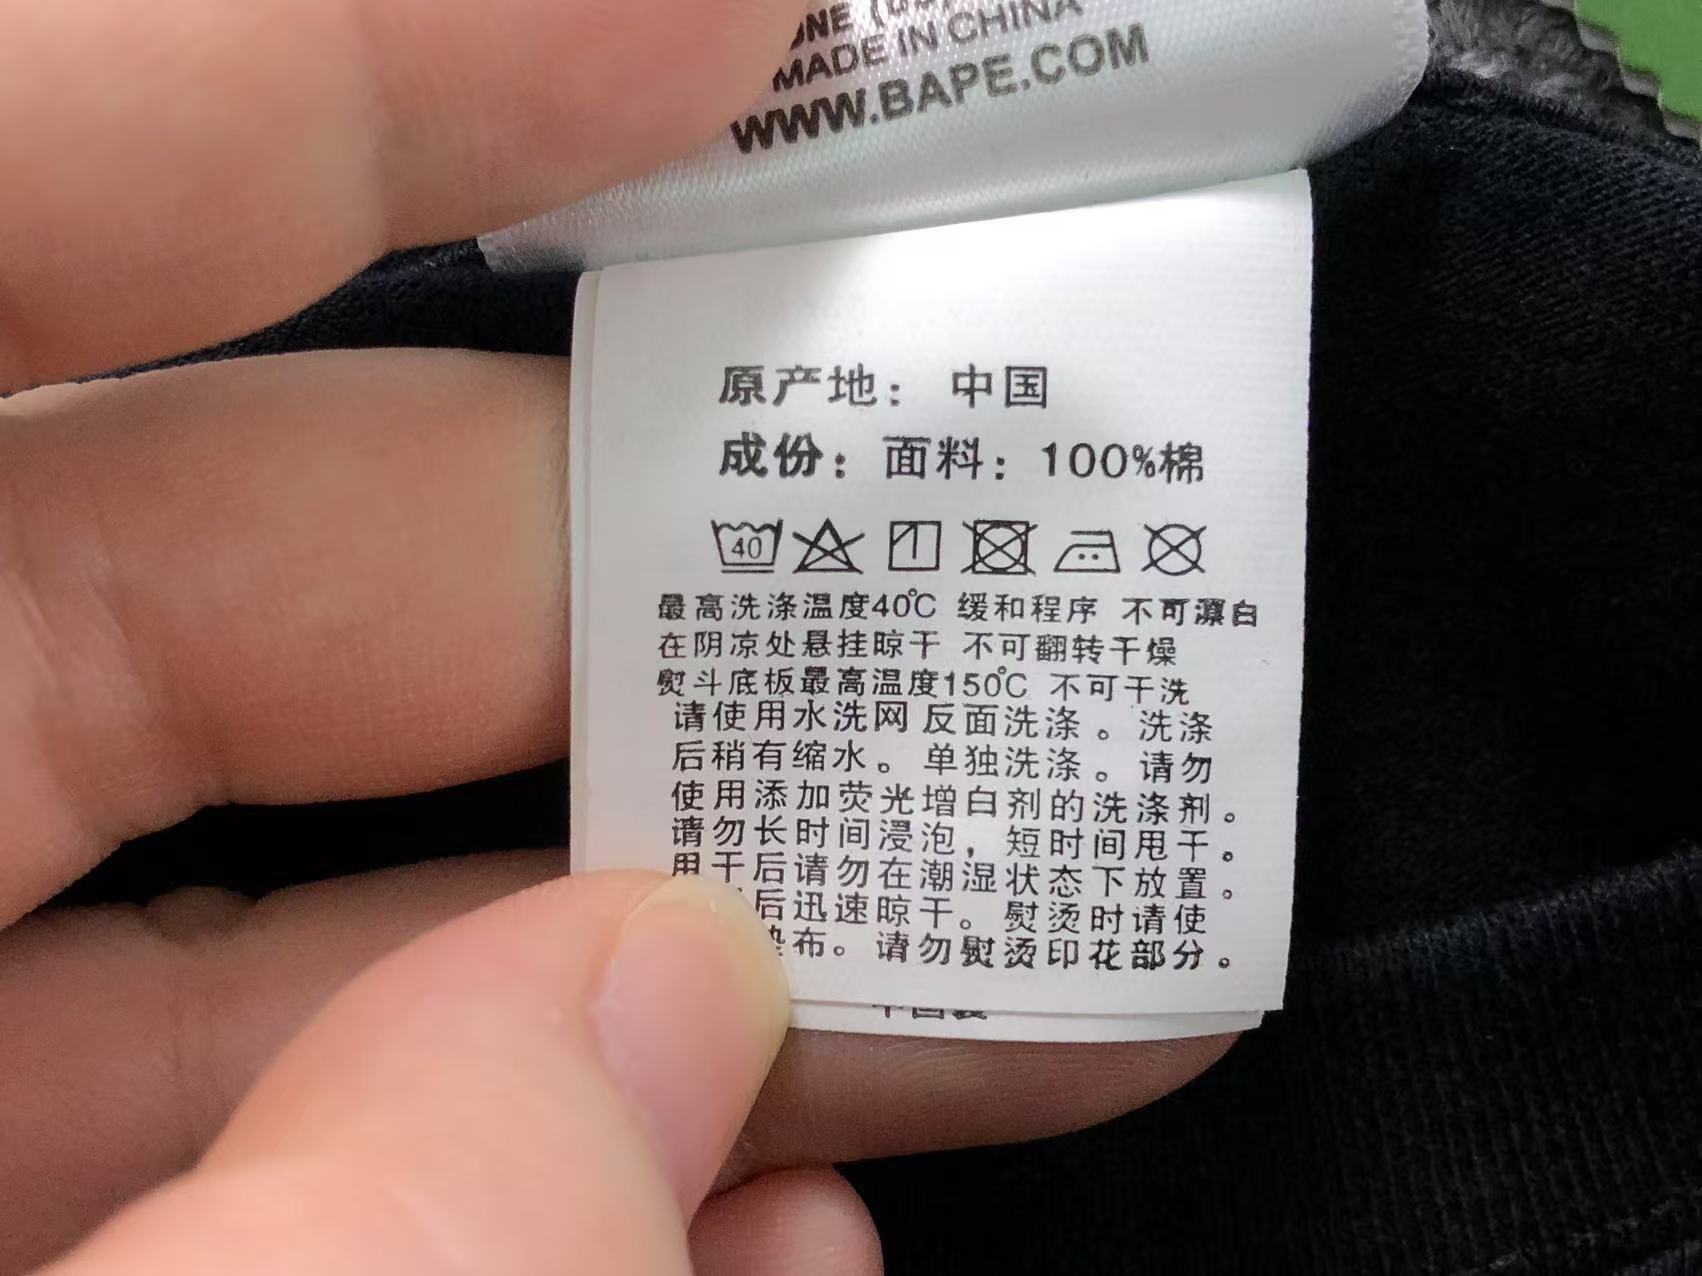 MADE IN CHINA
WWW.BAPE.COM
原产地： 中国
成份：面料：100%棉
40
最高洗涤温度40℃ 缓和程序 不可漂白
在阴凉处悬挂晾干 不可翻转干燥
熨斗底板最高温度150℃ 不可干洗
请使用水洗网反面洗涤。洗涤
后稍有缩水。单独洗涤。请勿
使用添加荧光增白剂的洗涤剂。
请勿长时间浸泡，短时间甩干。
甩干后请勿在潮湿状态下放置。
后迅速晾干。熨烫时请使
布。请勿熨烫印花部分。